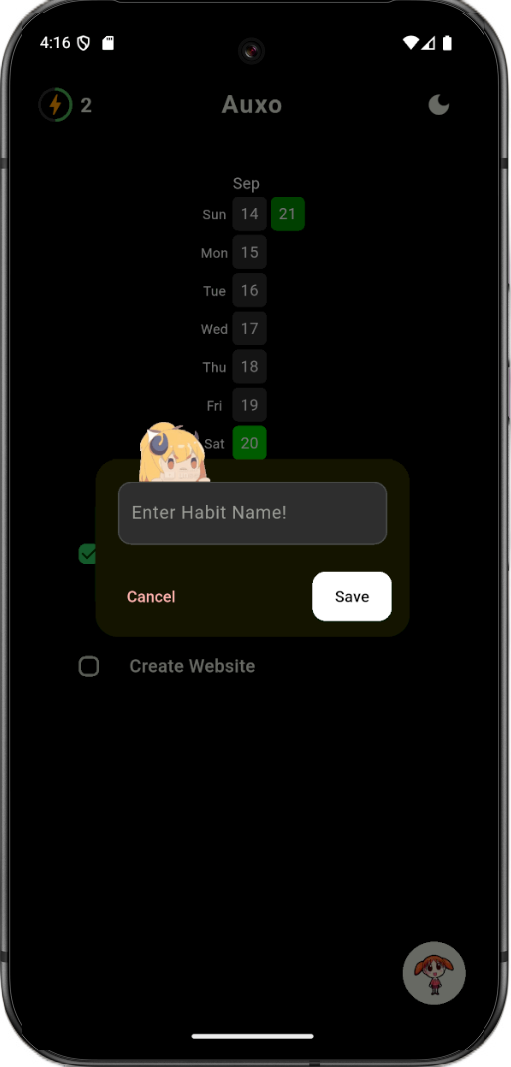 4:16
2 Auxo
Sep
Sun 14 21
Mon 15
Tue 16
Wed 17
Thu 18
Fri 19
Sat 20
Enter Habit Name!
Cancel Save
Create Website